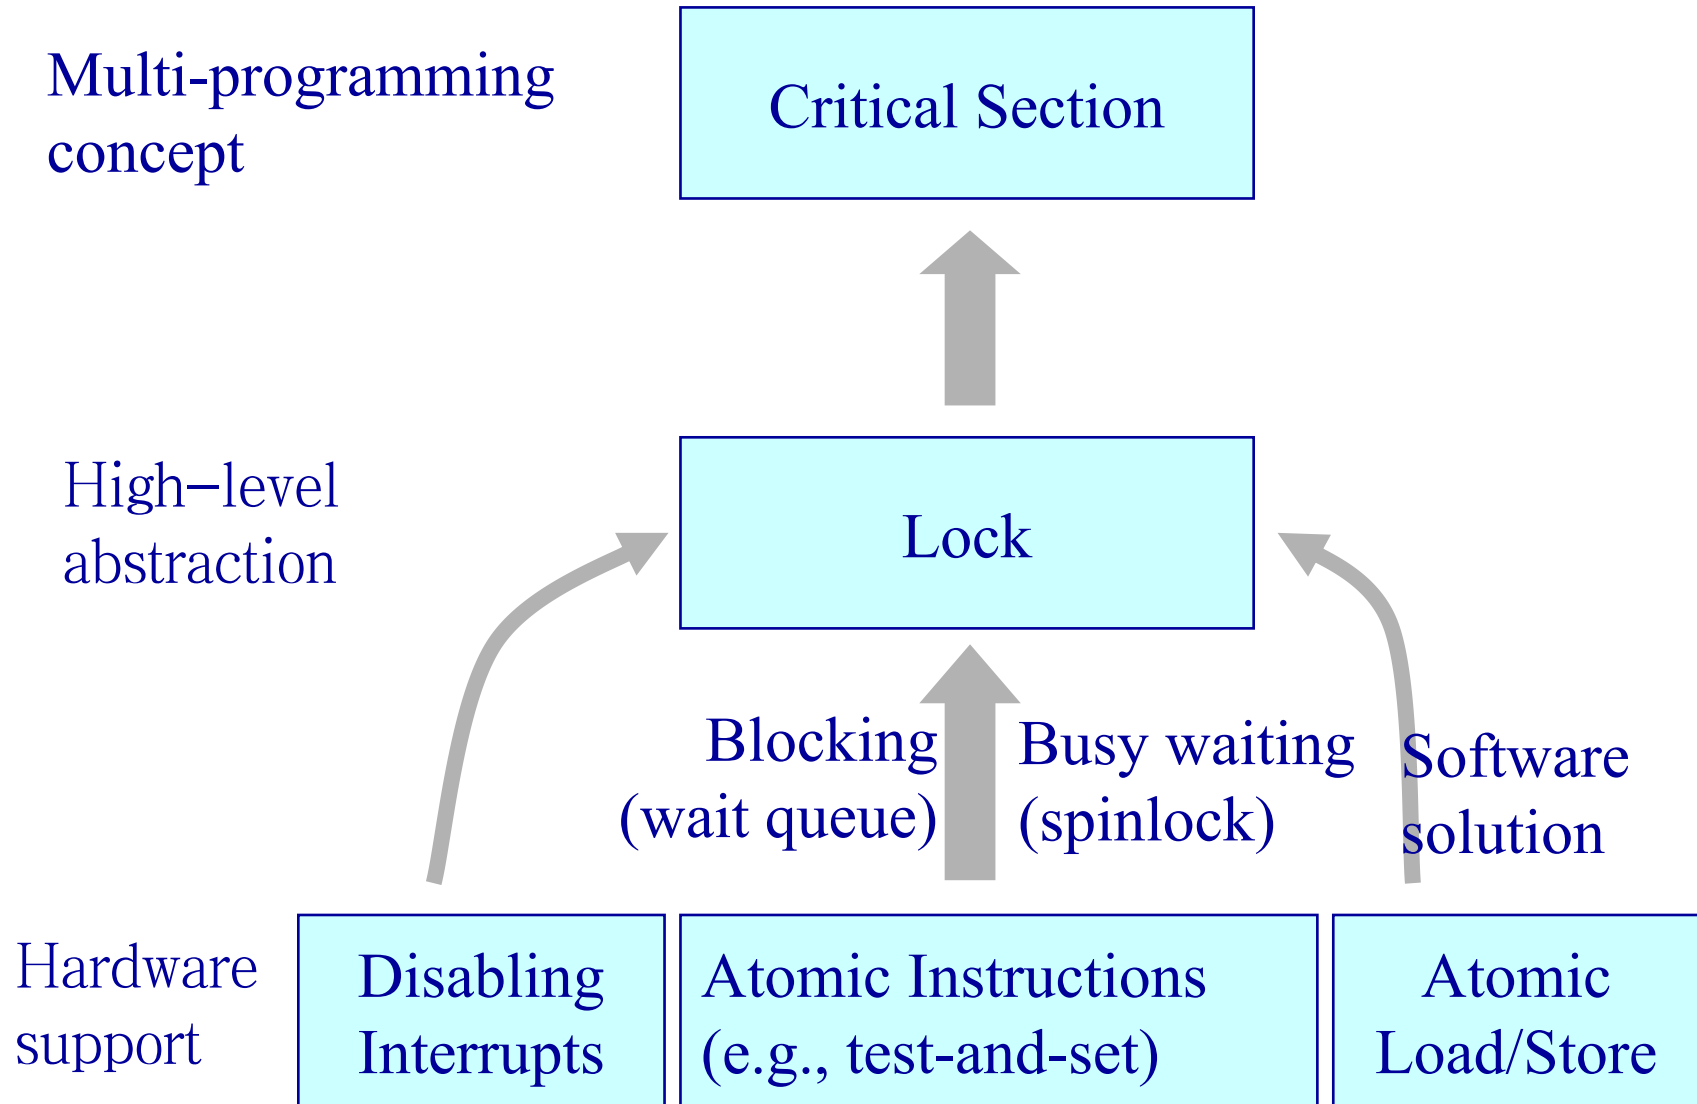 Multi-programming
concept
Critical Section
High-level
abstraction
Lock
Blocking
(wait queue)
Busy waiting
(spinlock)
Software
solution
Hardware
support
Disabling
Interrupts
Atomic Instructions
(e.g., test-and-set)
Atomic
Load/Store